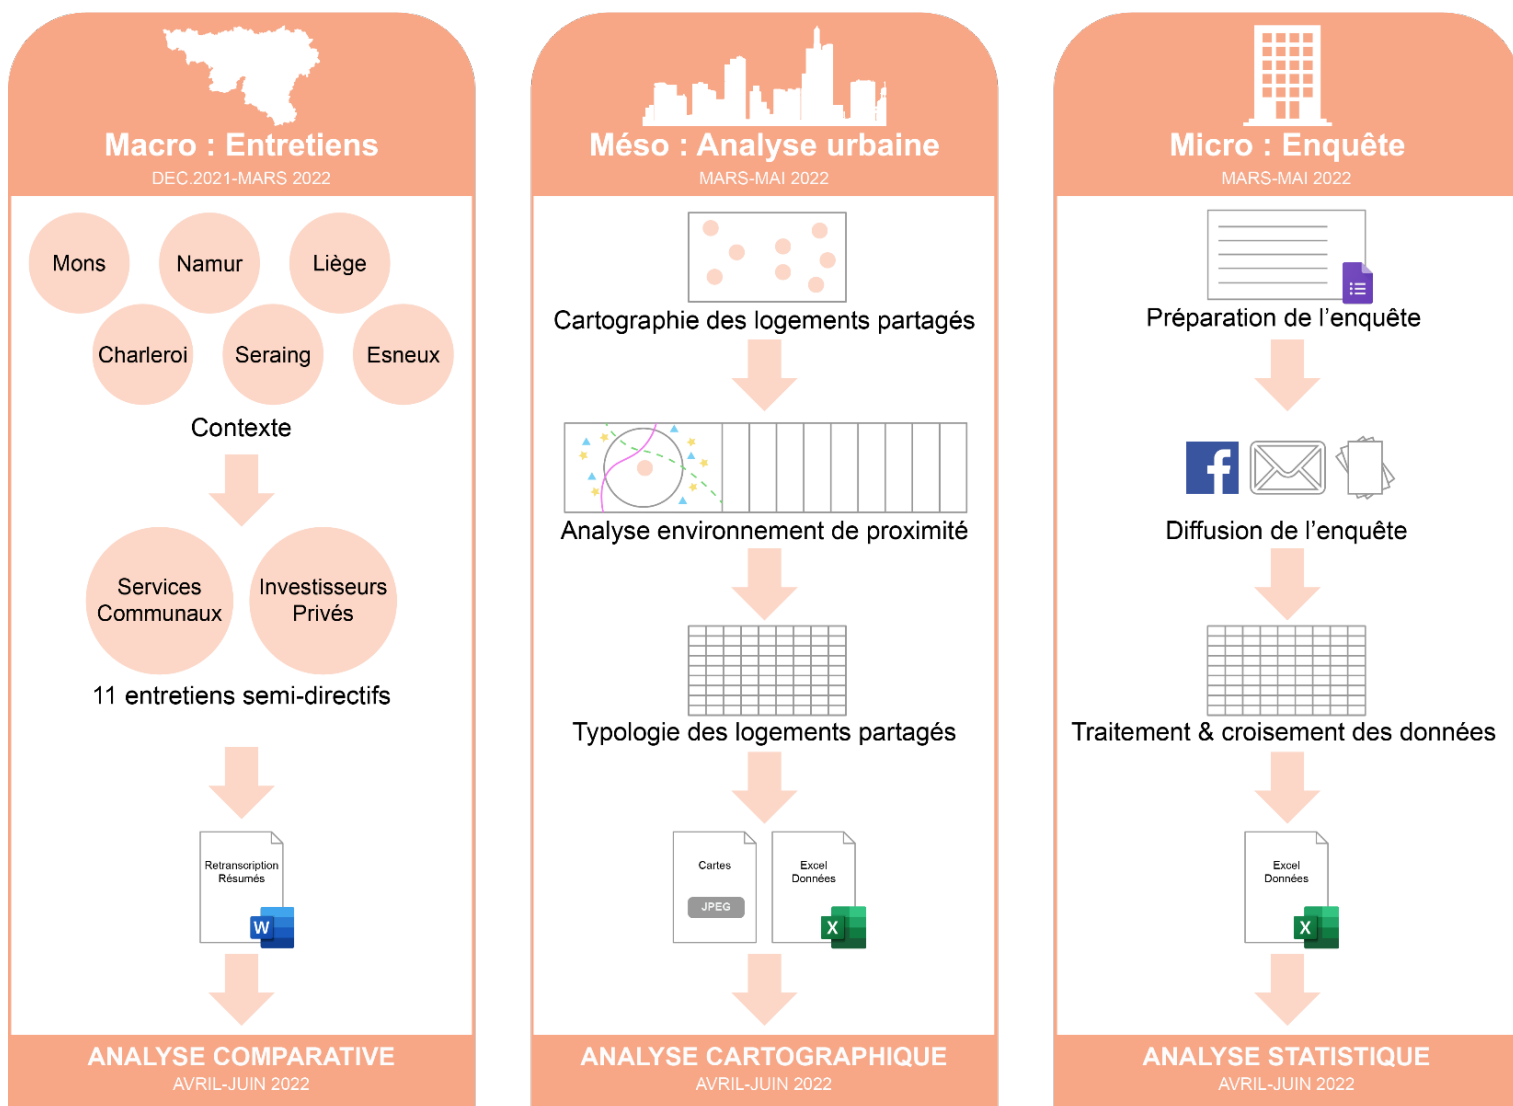 Macro : Entretiens
DEC.2021-MARS 2022
Mons
Namur
Liège
Charleroi
Seraing
Esneux
Contexte
Services
Communaux
Investisseurs
Privés
11 entretiens semi-directifs
Retranscription
Résumés
W
ANALYSE COMPARATIVE
AVRIL-JUIN 2022
Méso : Analyse urbaine
MARS-MAI 2022
Cartographie des logements partagés
Analyse environnement de proximité
Typologie des logements partagés
Cartes
JPEG
Excel
Données
X
ANALYSE CARTOGRAPHIQUE
AVRIL-JUIN 2022
Micro : Enquête
MARS-MAI 2022
Préparation de l’enquête
f
Diffusion de l’enquête
Traitement & croisement des données
Excel
Données
X
ANALYSE STATISTIQUE
AVRIL-JUIN 2022